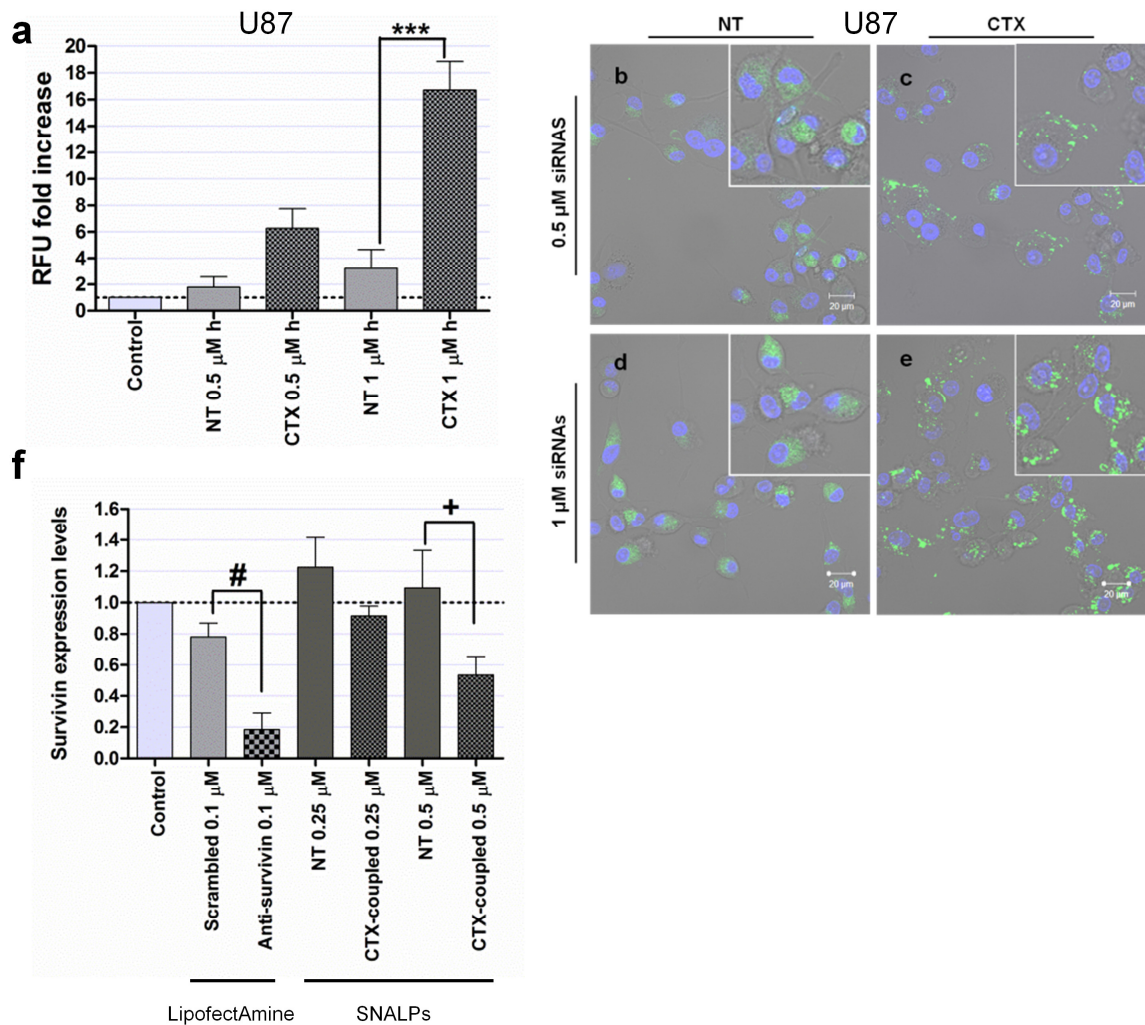 a
U87
***
RFU fold increase
20
18
16
14
12
10
8
6
4
2
0
Control
NT 0.5 µM h
CTX 0.5 µM h
NT 1 µM h
CTX 1 µM h
NT
U87
CTX
0.5 µM siRNAS
1 µM siRNAs
b
20 µm
c
20 µm
d
20 µm
e
20 µm
f
#
+
Survivin expression levels
1.6
1.4
1.2
1.0
0.8
0.6
0.4
0.2
0.0
Control
Scrambled 0.1 µM
Anti-survivin 0.1 µM
NT 0.25 µM
CTX-coupled 0.25 µM
NT 0.5 µM
CTX-coupled 0.5 µM
LipofectAmine
SNALPs